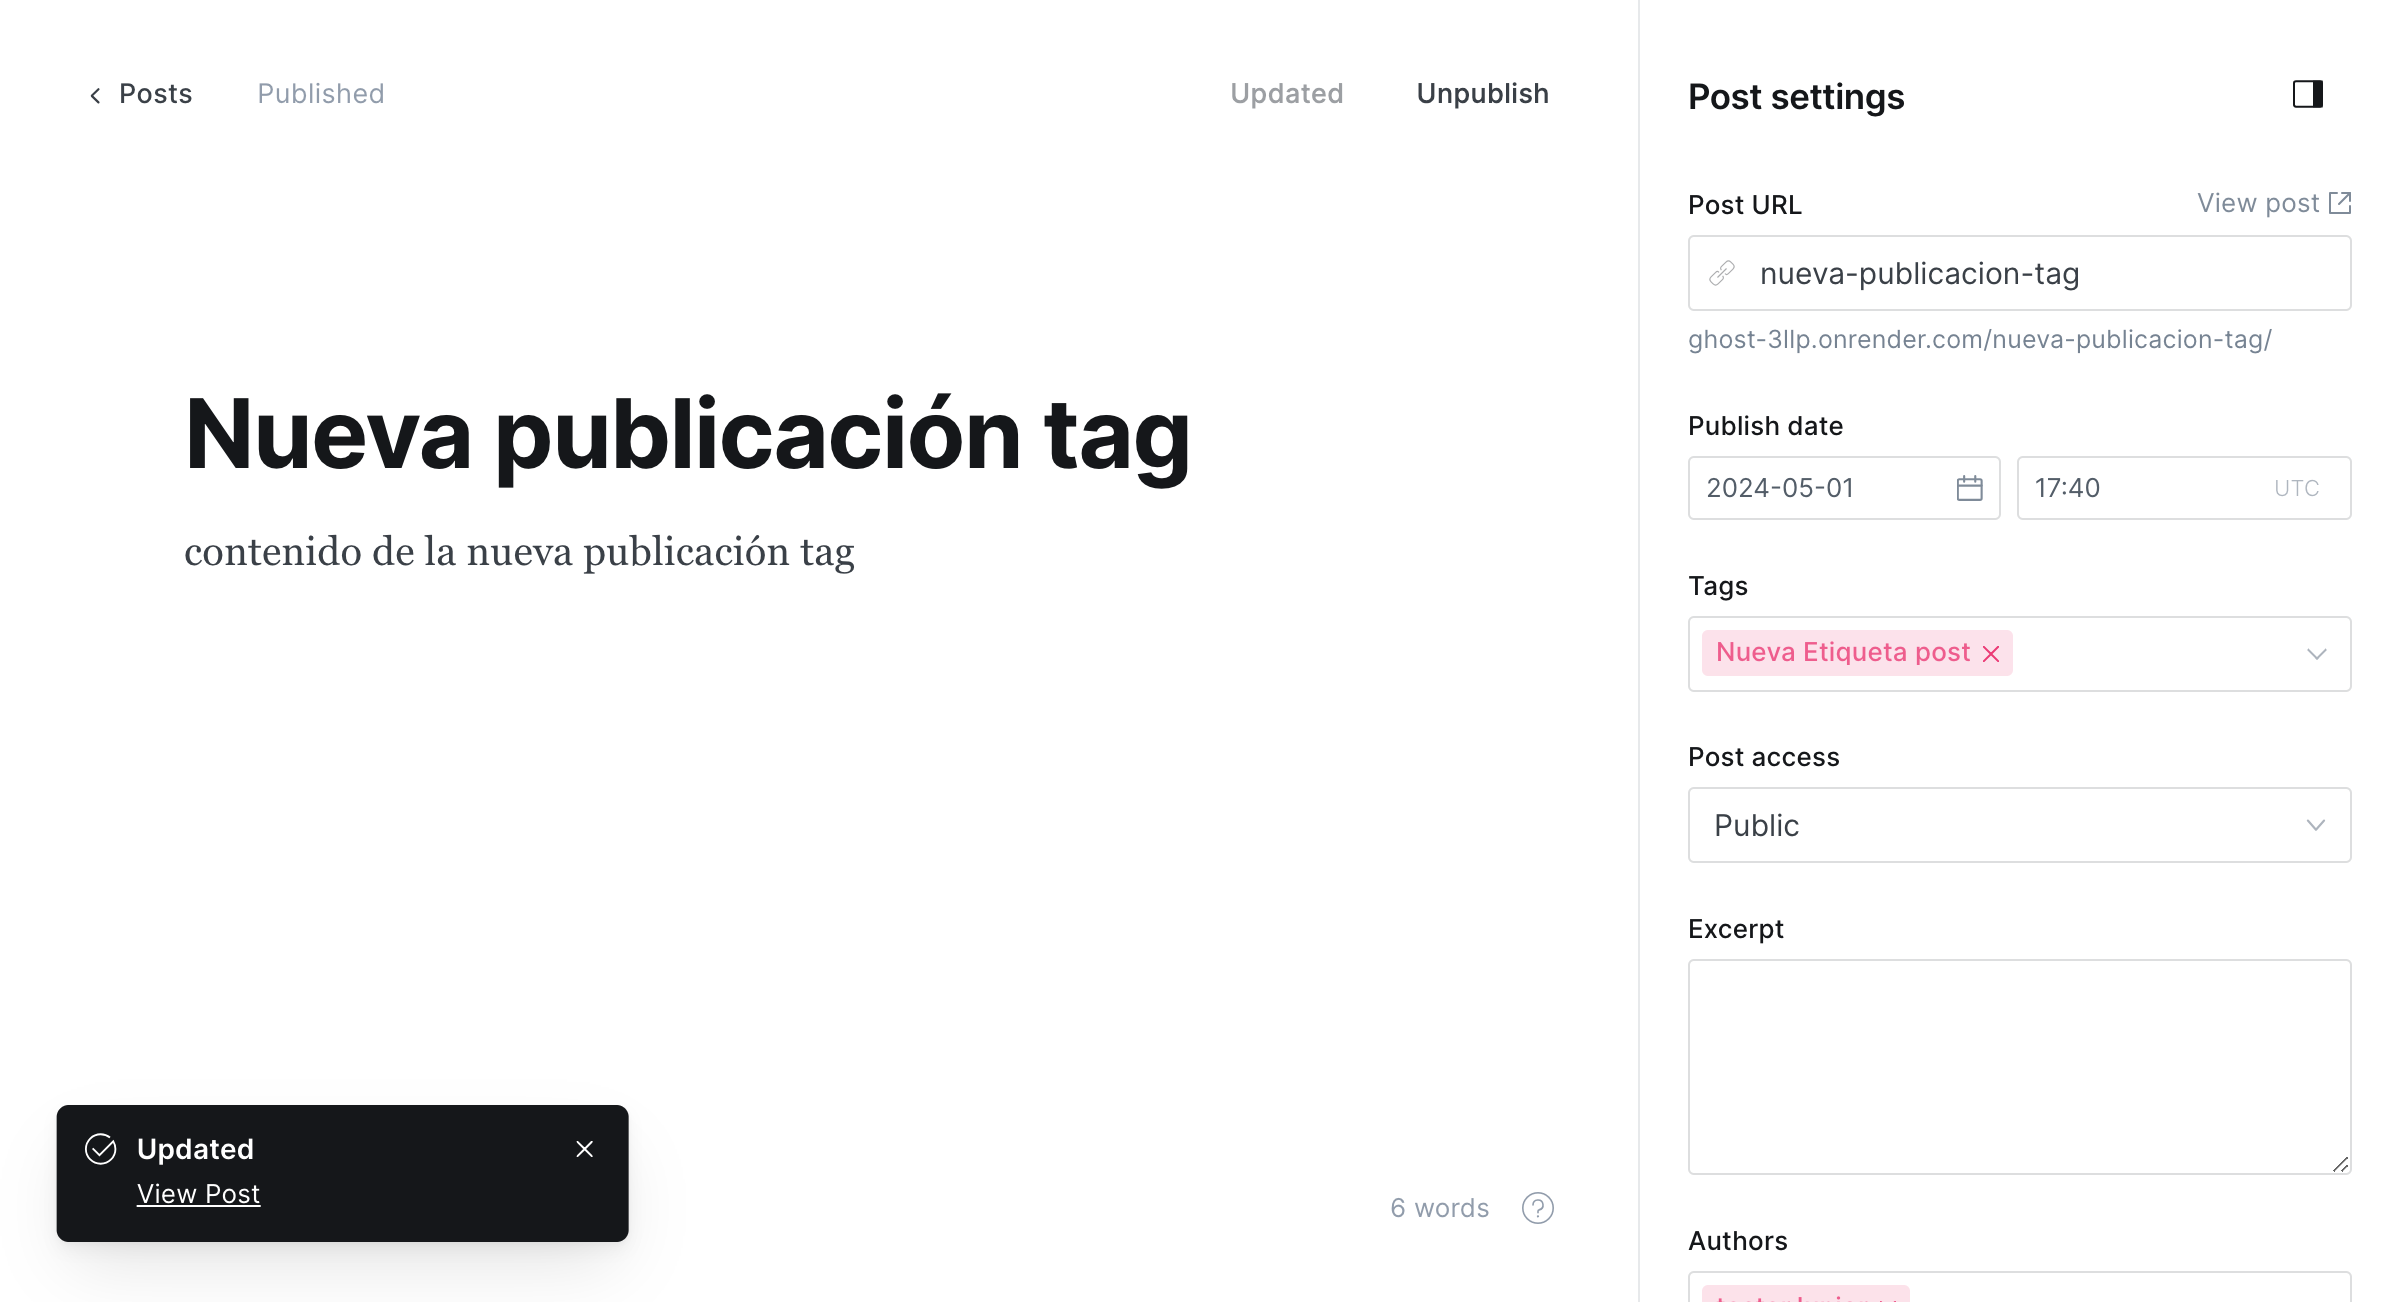 Posts
Published
Updated
Unpublish
Nueva publicación tag
contenido de la nueva publicación tag
Updated
View Post
6 words
?
Post settings
Post URL
View post
nueva-publicacion-tag
ghost-3llp.onrender.com/nueva-publicacion-tag/
Publish date
2024-05-01
17:40
UTC
Tags
Nueva Etiqueta post
Post access
Public
Excerpt
Authors